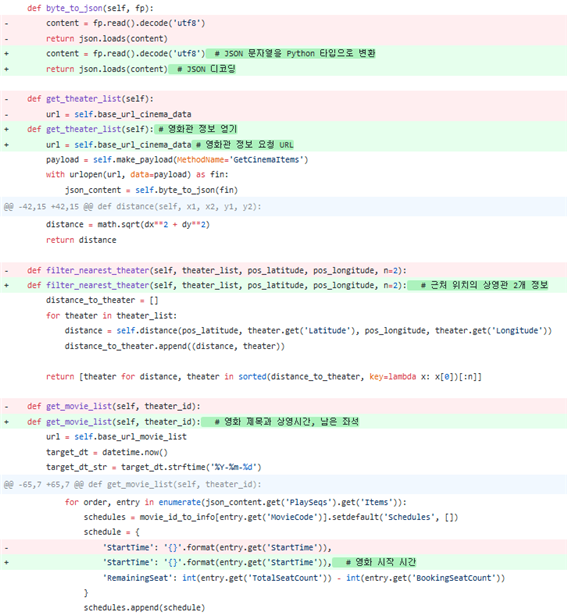 def byte_to_json(self, fp):
-     content = fp.read().decode('utf8')
-     return json.loads(content)
+     content = fp.read().decode('utf8')  # JSON 문자열을 Python 타입으로 변환
+     return json.loads(content)  # JSON 디코딩
- def get_theater_list(self):
-     url = self.base_url_cinema_data
+ def get_theater_list(self): # 영화관 정보 얻기
+     url = self.base_url_cinema_data # 영화관 정보 요청 URL
payload = self.make_payload(MethodName='GetCinemaItems')
with urlopen(url, data=payload) as fin:
json_content = self.byte_to_json(fin)
@@ -42,15 +42,15 @@ def distance(self, x1, x2, y1, y2):
distance = math.sqrt(dx**2 + dy**2)
return distance
- def filter_nearest_theater(self, theater_list, pos_latitude, pos_longitude, n=2):
+ def filter_nearest_theater(self, theater_list, pos_latitude, pos_longitude, n=2):   # 근처 위치의 상영관 2개 정보
distance_to_theater = []
for theater in theater_list:
distance = self.distance(pos_latitude, theater.get('Latitude'), pos_longitude, theater.get('Longitude'))
distance_to_theater.append((distance, theater))
return [theater for distance, theater in sorted(distance_to_theater, key=lambda x: x[0])[:n]]
- def get_movie_list(self, theater_id):
+ def get_movie_list(self, theater_id):   # 영화 제목과 상영시간, 남은 좌석
url = self.base_url_movie_list
target_dt = datetime.now()
target_dt_str = target_dt.strftime('%Y-%m-%d')
@@ -65,7 +65,7 @@ def get_movie_list(self, theater_id):
for order, entry in enumerate(json_content.get('PlaySeqs').get('Items')):
schedules = movie_id_to_info[entry.get('MovieCode')].setdefault('Schedules', [])
schedule = {
- 'StartTime': '{}'.format(entry.get('StartTime')),
+ 'StartTime': '{}'.format(entry.get('StartTime')),   # 영화 시작 시간
'RemainingSeat': int(entry.get('TotalSeatCount')) - int(entry.get('BookingSeatCount'))
}
schedules.append(schedule)